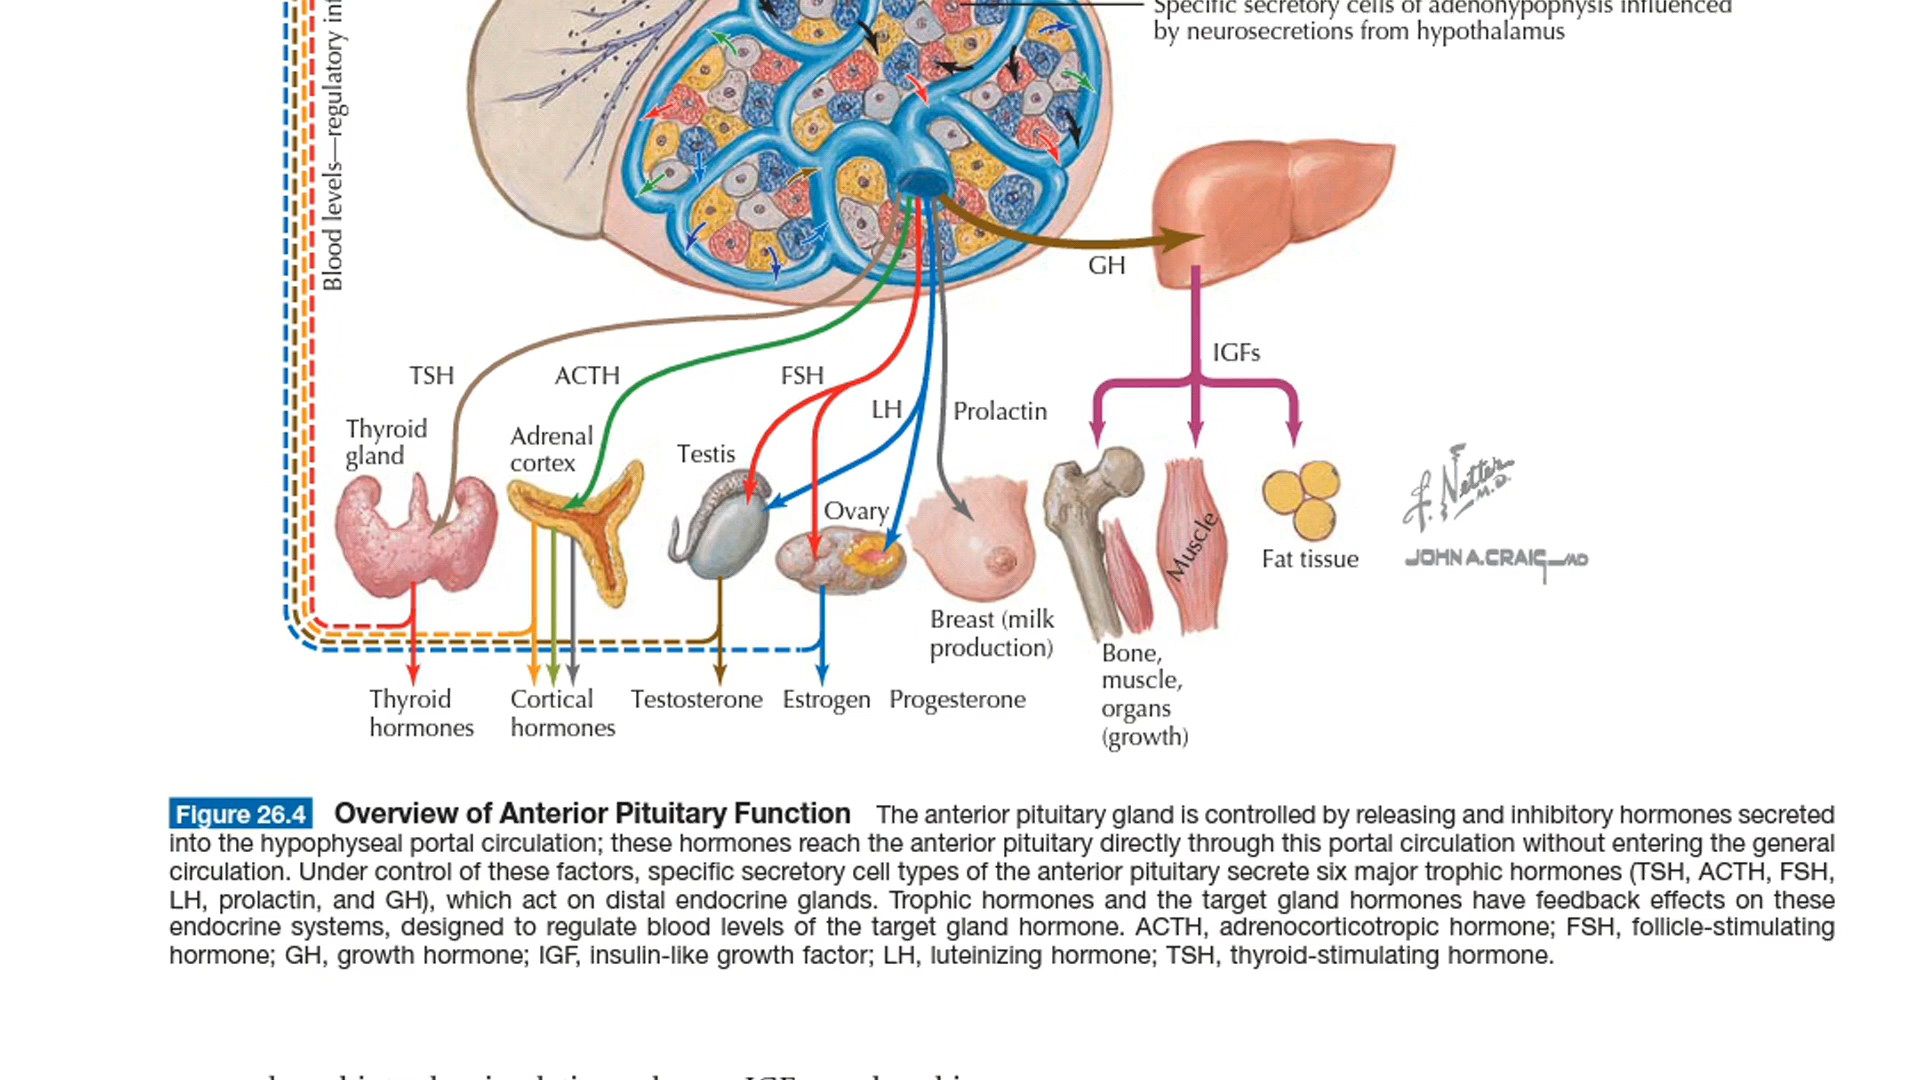 Specific secretory cells of adenohypophysis influenced
by neurosecretions from hypothalamus
Blood levels—regulatory
GH
IGFs
TSH
ACTH
FSH
LH
Prolactin
Thyroid
gland
Adrenal
cortex
Testis
Ovary
Muscle
Fat tissue
F. Netter
M.D.
JOHN A. CRAIG MD
Breast (milk
production)
Bone,
muscle,
organs
(growth)
Thyroid
hormones
Cortical
hormones
Testosterone
Estrogen
Progesterone
Figure 26.4 Overview of Anterior Pituitary Function The anterior pituitary gland is controlled by releasing and inhibitory hormones secreted
into the hypophyseal portal circulation; these hormones reach the anterior pituitary directly through this portal circulation without entering the general
circulation. Under control of these factors, specific secretory cell types of the anterior pituitary secrete six major trophic hormones (TSH, ACTH, FSH,
LH, prolactin, and GH), which act on distal endocrine glands. Trophic hormones and the target gland hormones have feedback effects on these
endocrine systems, designed to regulate blood levels of the target gland hormone. ACTH, adrenocorticotropic hormone; FSH, follicle-stimulating
hormone; GH, growth hormone; IGF, insulin-like growth factor; LH, luteinizing hormone; TSH, thyroid-stimulating hormone.